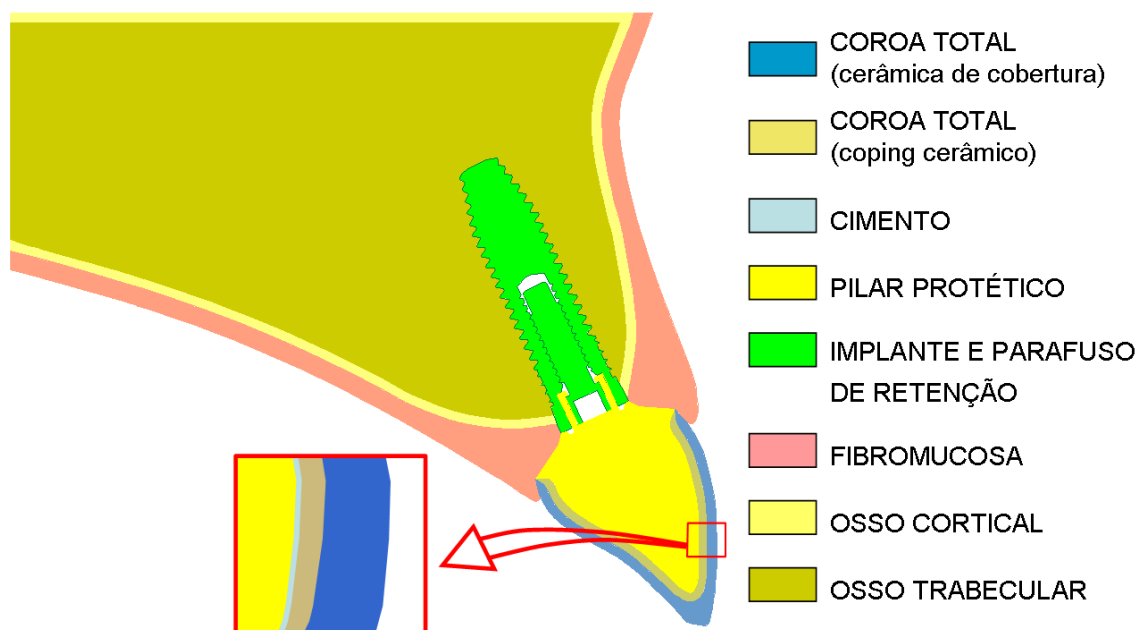 COROA TOTAL
(cerâmica de cobertura)
COROA TOTAL
(coping cerâmico)
CIMENTO
PILAR PROTÉTICO
IMPLANTE E PARAFUSO
DE RETENÇÃO
FIBROMUCOSA
OSSO CORTICAL
OSSO TRABECULAR